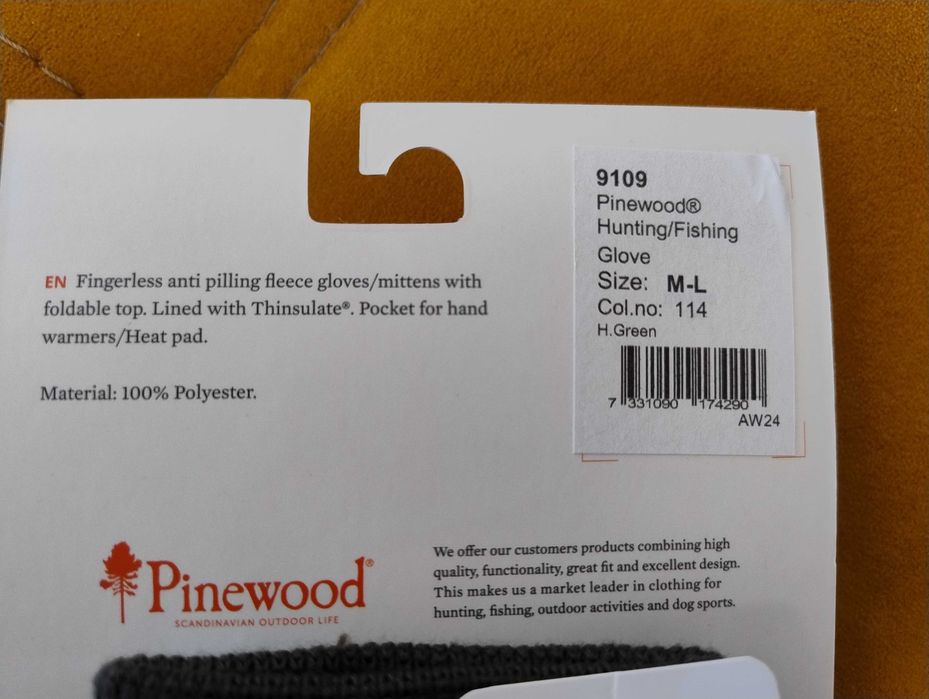 9109
Pinewood®
Hunting/Fishing
Glove
Size: M-L
Col.no: 114
H.Green
7 331090 174290
AW24
EN Fingerless anti pilling fleece gloves/mittens with
foldable top. Lined with Thinsulate®. Pocket for hand
warmers/Heat pad.
Material: 100% Polyester.
Pinewood®
SCANDINAVIAN OUTDOOR LIFE
We offer our customers products combining high
quality, functionality, great fit and excellent design.
This makes us a market leader in clothing for
hunting, fishing, outdoor activities and dog sports.